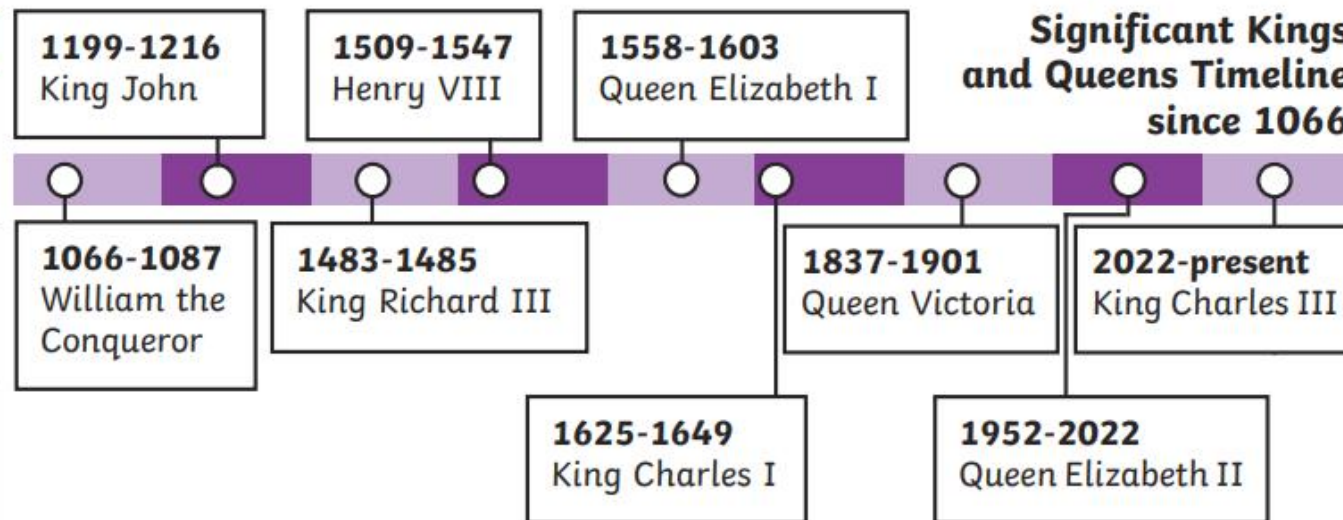 1199-1216
King John
1509-1547
Henry VIII
1558-1603
Queen Elizabeth I
Significant Kings
and Queens Timeline
since 1066
1066-1087
William the
Conqueror
1483-1485
King Richard III
1837-1901
Queen Victoria
2022-present
King Charles III
1625-1649
King Charles I
1952-2022
Queen Elizabeth II